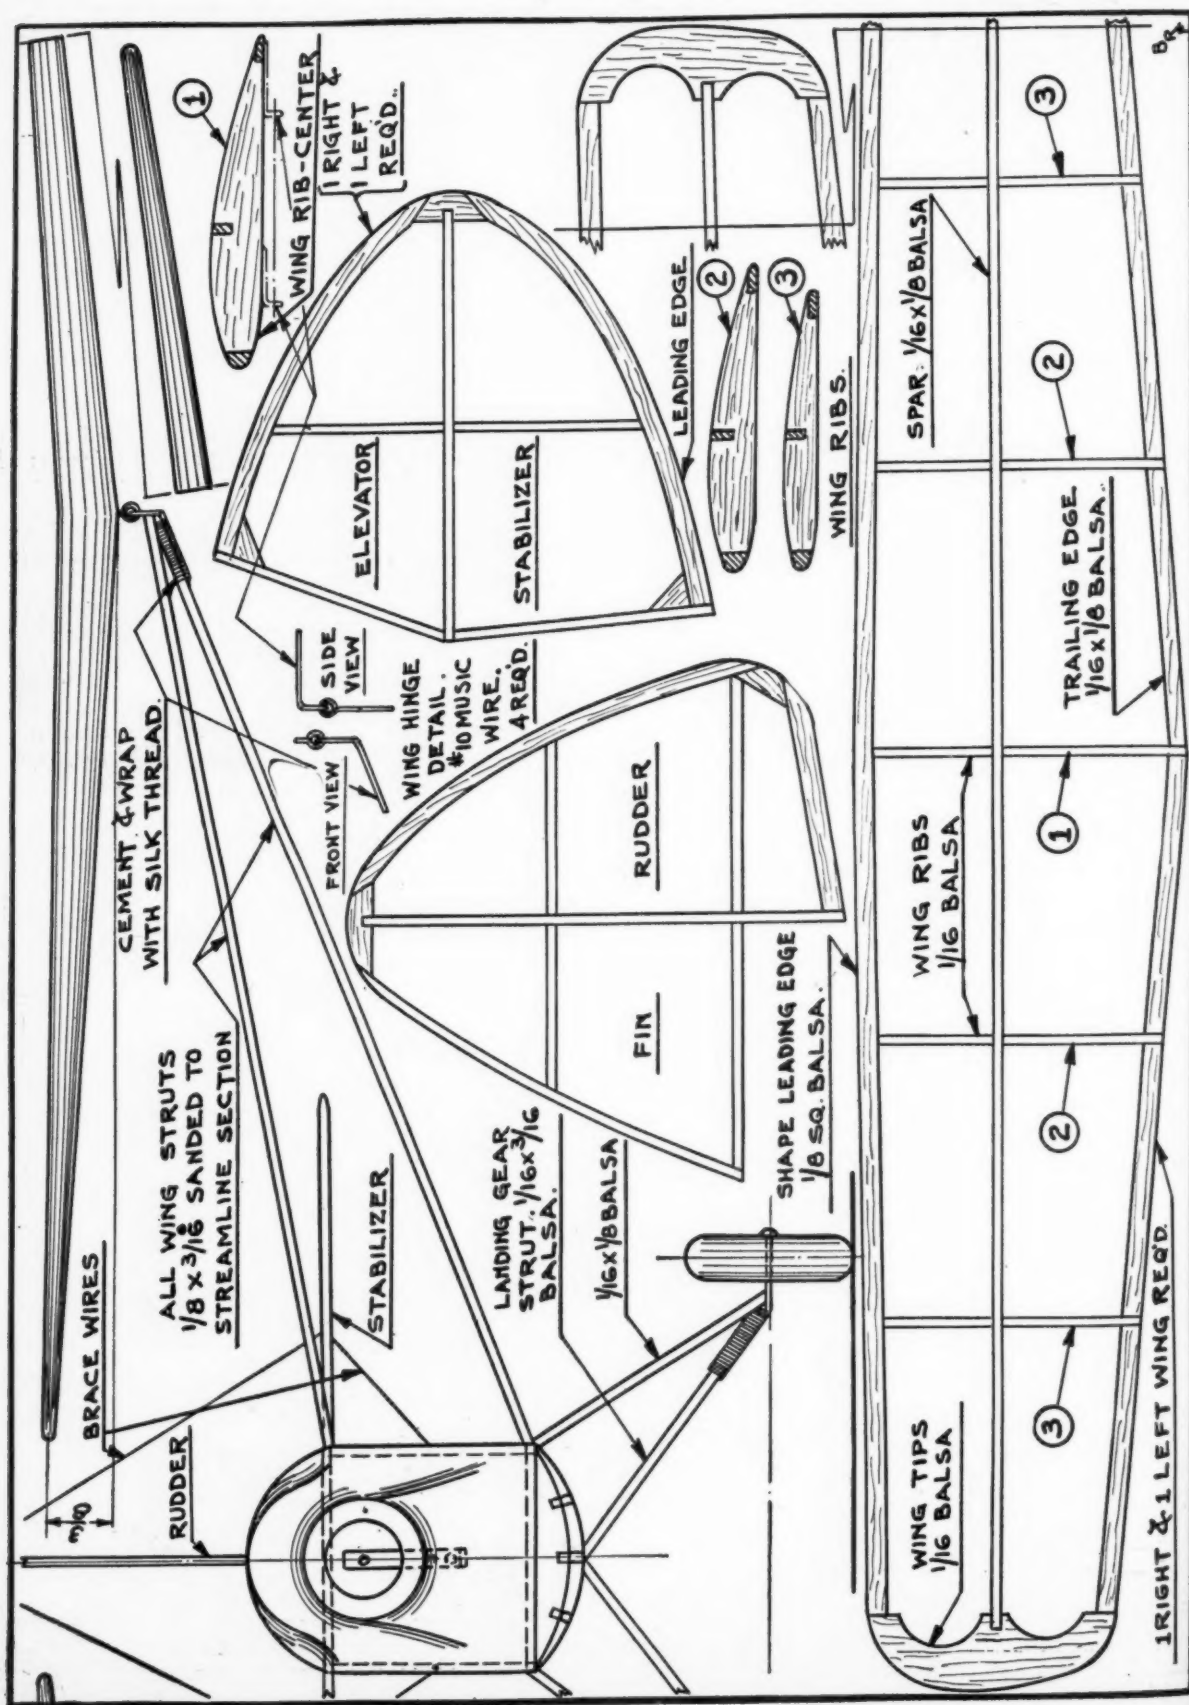 BRACE WIRES
ALL WING STRUTS
1/8 x 3/16 SANDED TO
STREAMLINE SECTION
CEMENT & WRAP
WITH SILK THREAD.
3/8
RUDDER
STABILIZER
1
WING RIB-CENTER
1 RIGHT &
1 LEFT
REQ'D..
FRONT VIEW
SIDE
VIEW
WING HINGE
DETAIL.
#10 MUSIC
WIRE.
4 REQ'D.
ELEVATOR
STABILIZER
LANDING GEAR
STRUT. 1/16 x 3/16
BALSA.
1/16 x 1/8 BALSA
FIN
RUDDER
LEADING EDGE
2
3
WING RIBS.
SHAPE LEADING EDGE
1/8 SQ. BALSA.
WING TIPS
1/16 BALSA
WING RIBS
1/16 BALSA
SPAR. 1/16 x 1/8 BALSA
TRAILING EDGE
1/16 x 1/8 BALSA.
3
2
1
2
3
1 RIGHT & 1 LEFT WING REQ'D.